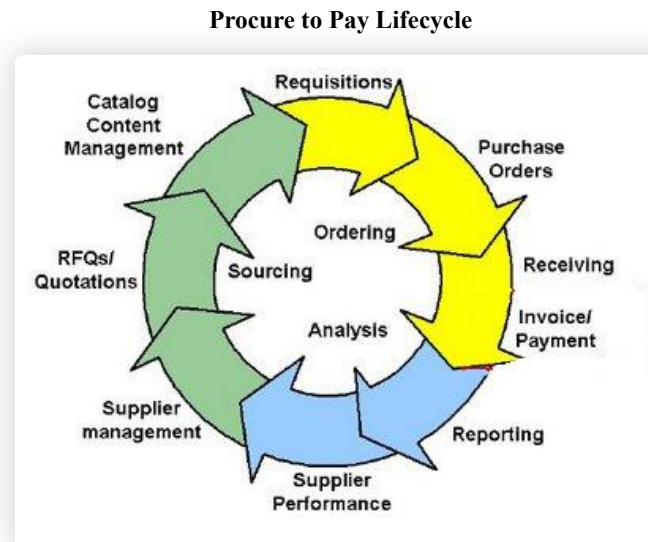 Procure to Pay Lifecycle
Requisitions
Catalog
Content
Management
Purchase
Orders
Ordering
RFQs/
Quotations
Sourcing
Receiving
Invoice/
Payment
Analysis
Supplier
management
Reporting
Supplier
Performance